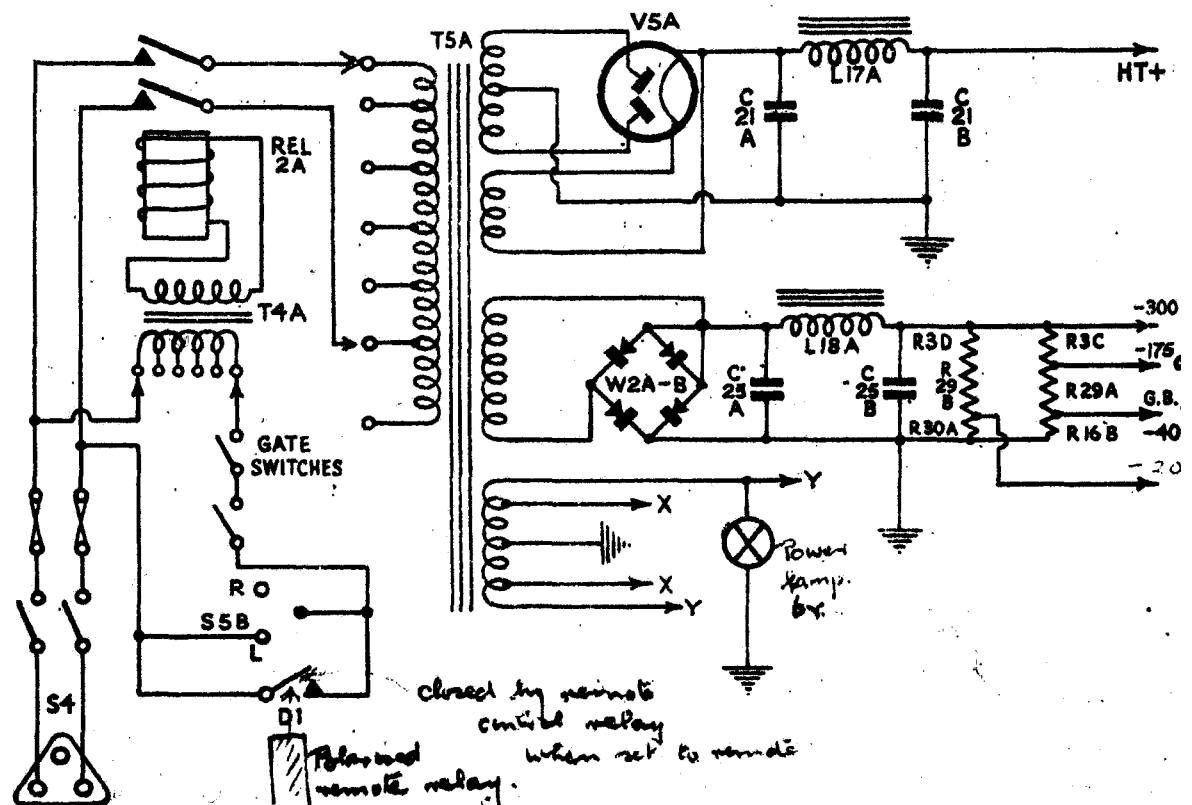 V5A
T5A
L17A
HT+
C
21
A
C
21
B
REL
2A
T4A
GATE
SWITCHES
L18A
W2A-B
C
25
A
C
25
B
R3D
R
29
B
R30A
R3C
R29A
R16B
-300
-175
G.B.
-40
-20
Y
X
X
Y
Power
lamp.
R
S5B
L
D1
S4
closed by remote
control relay
when set to remote
Polarised
remote relay.